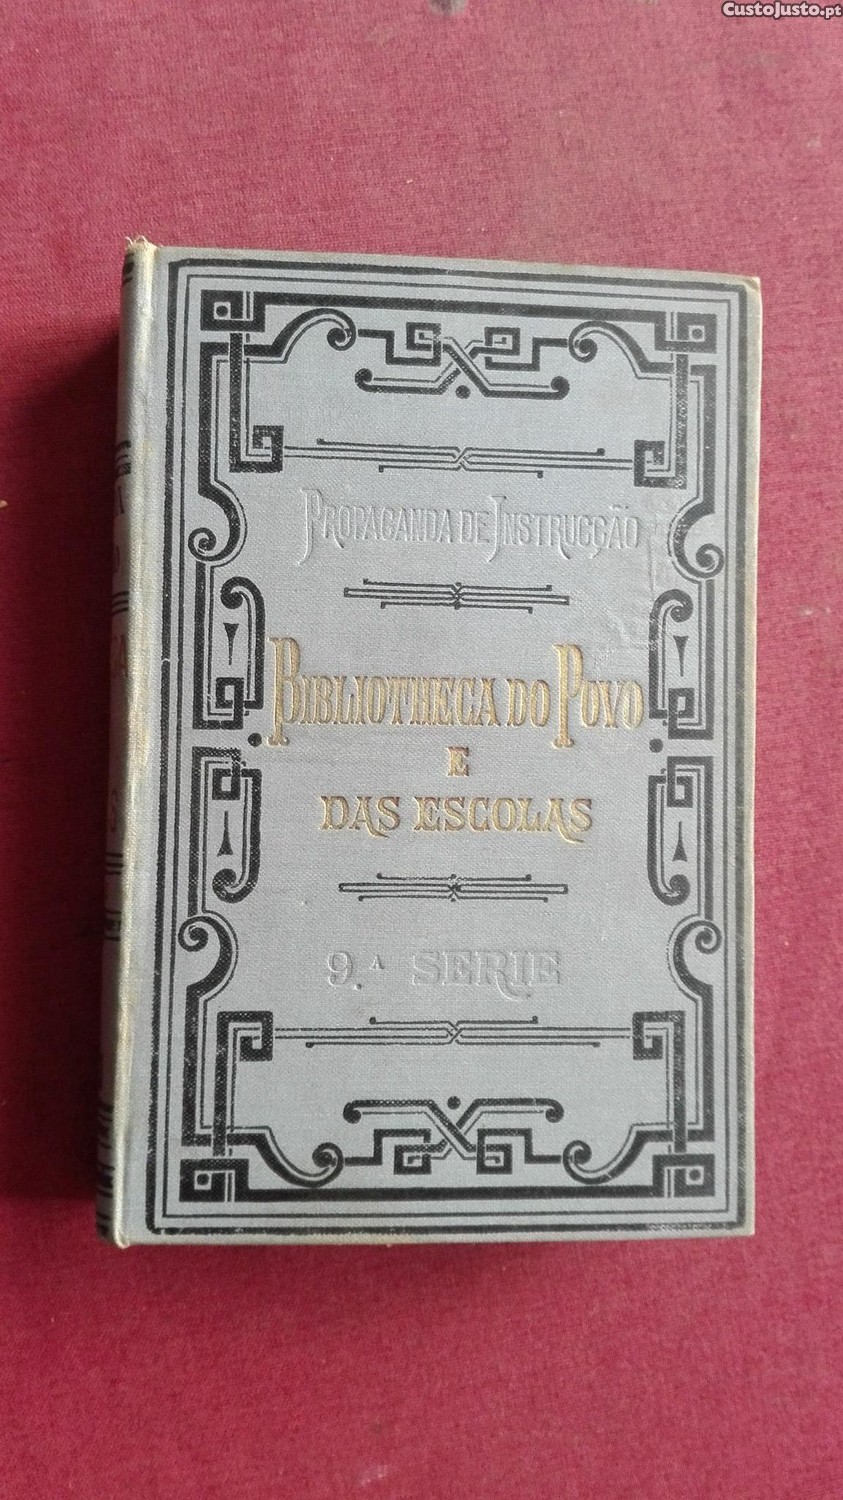 CustoJusto.pt
PROPAGANDA DE INSTRUCÇÃO
BIBLIOTHECA DO POVO
E
DAS ESCOLAS
9.ª SERIE